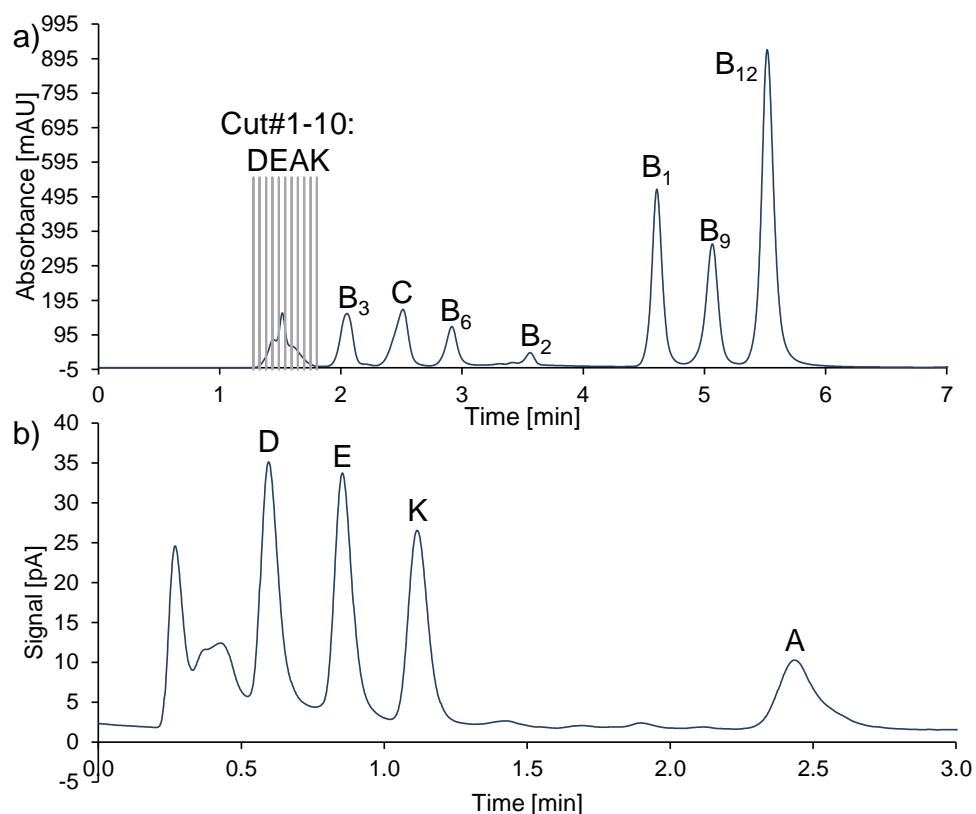 a)
Absorbance [mAU]
995
895
795
695
595
495
395
295
195
95
-5
Cut#1-10:
DEAK
B3
C
B6
B2
B1
B9
B12
0 1 2 3 4 5 6 7
Time [min]
b)
Signal [pA]
40
35
30
25
20
15
10
5
0
-5
D
E
K
A
0.0 0.5 1.0 1.5 2.0 2.5 3.0
Time [min]